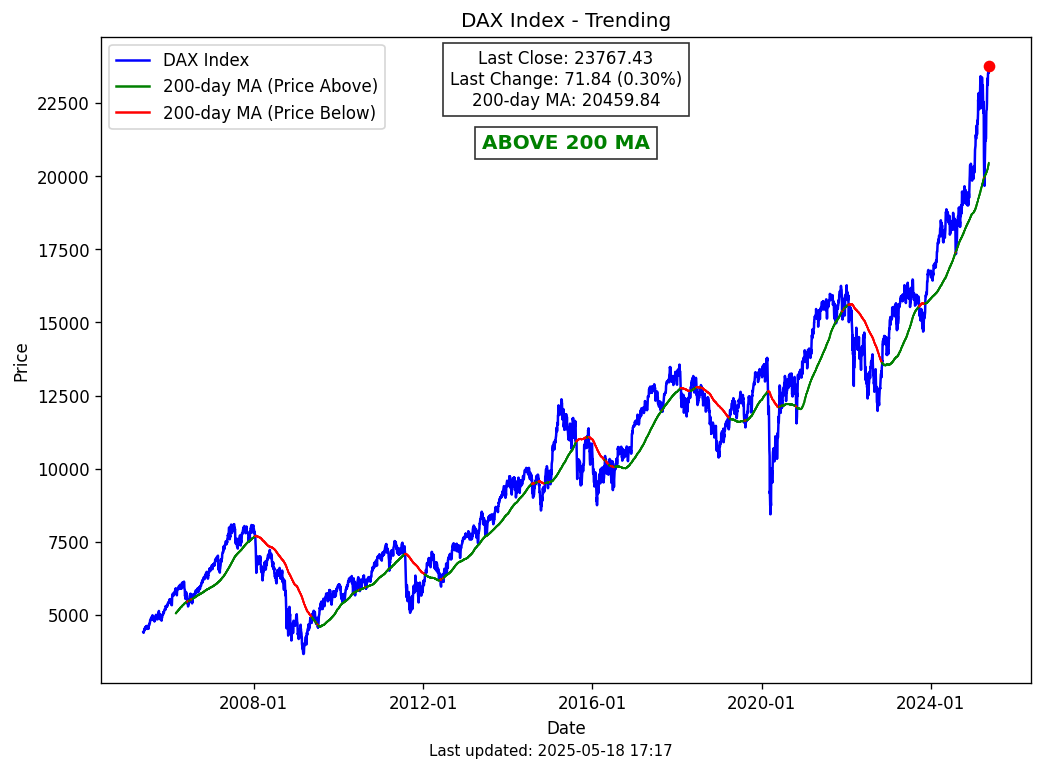 DAX Index - Trending
DAX Index
200-day MA (Price Above)
200-day MA (Price Below)
Last Close: 23767.43
Last Change: 71.84 (0.30%)
200-day MA: 20459.84
ABOVE 200 MA
Price
22500
20000
17500
15000
12500
10000
7500
5000
2008-01
2012-01
2016-01
2020-01
2024-01
Date
Last updated: 2025-05-18 17:17